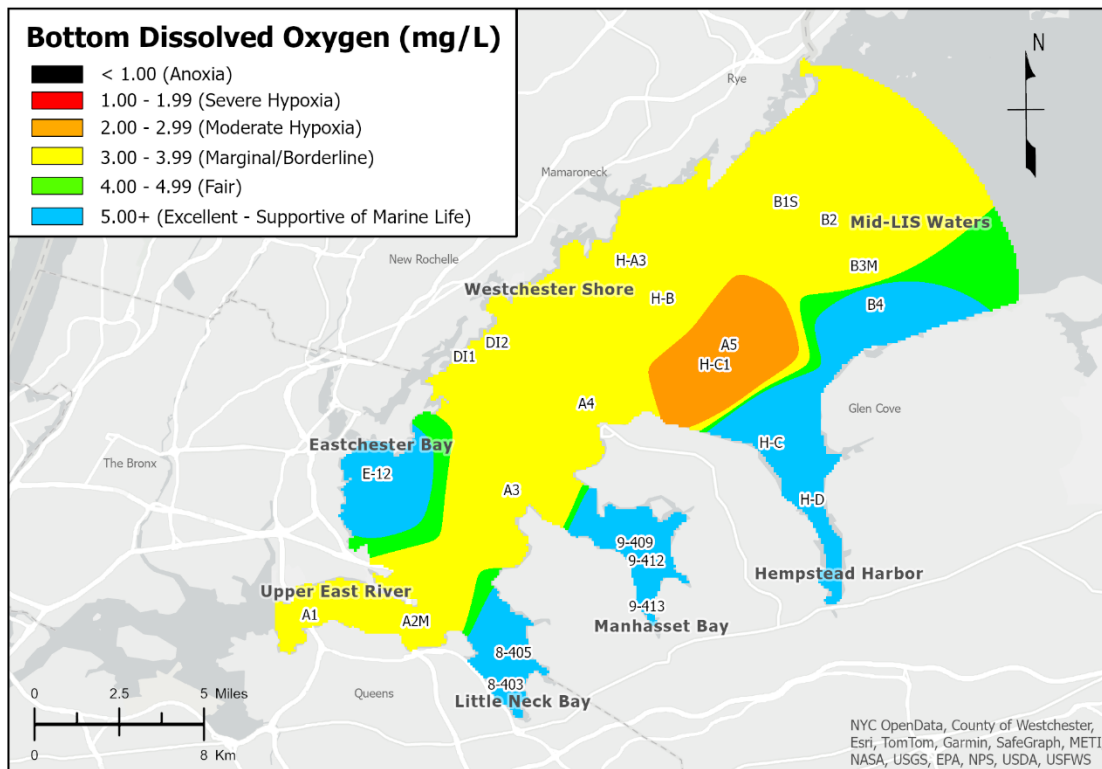 Bottom Dissolved Oxygen (mg/L)
< 1.00 (Anoxia)
1.00 - 1.99 (Severe Hypoxia)
2.00 - 2.99 (Moderate Hypoxia)
3.00 - 3.99 (Marginal/Borderline)
4.00 - 4.99 (Fair)
5.00+ (Excellent - Supportive of Marine Life)
N
Rye
Mamaroneck
B1S
B2
Mid-LIS Waters
New Rochelle
H-A3
B3M
Westchester Shore
H-B
B4
DI2
DI1
A5
H-C1
A4
Glen Cove
Eastchester Bay
H-C
The Bronx
E-12
A3
H-D
9-409
9-412
Hempstead Harbor
Upper East River
9-413
A1
A2M
Manhasset Bay
8-405
8-403
Queens
Little Neck Bay
0 2.5 5 Miles
0 8 Km
NYC OpenData, County of Westchester,
Esri, TomTom, Garmin, SafeGraph, METI
NASA, USGS, EPA, NPS, USDA, USFWS